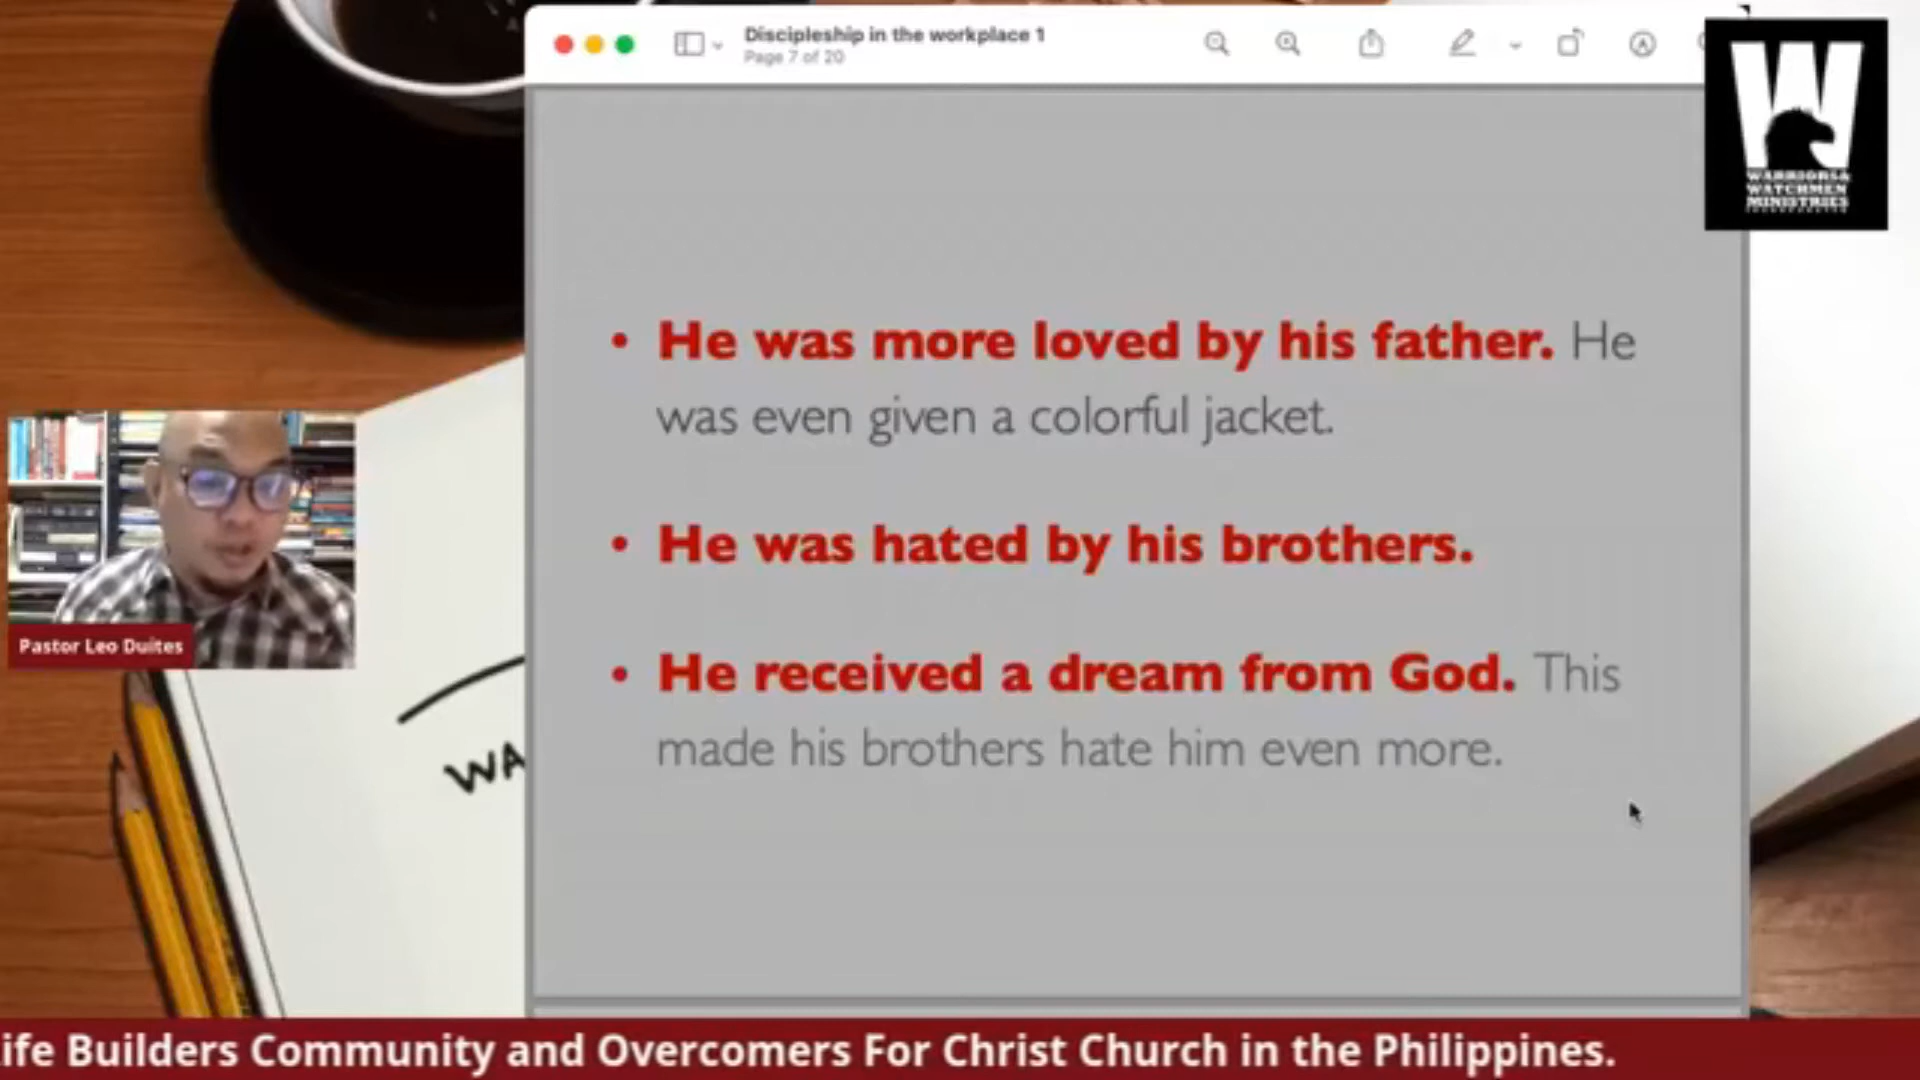 Discipleship in the workplace 1
Page 7 of 20
WARRIORS &
WATCHMEN
MINISTRIES
• He was more loved by his father. He
was even given a colorful jacket.
• He was hated by his brothers.
• He received a dream from God. This
made his brothers hate him even more.
Pastor Leo Duites
WA
ife Builders Community and Overcomers For Christ Church in the Philippines.